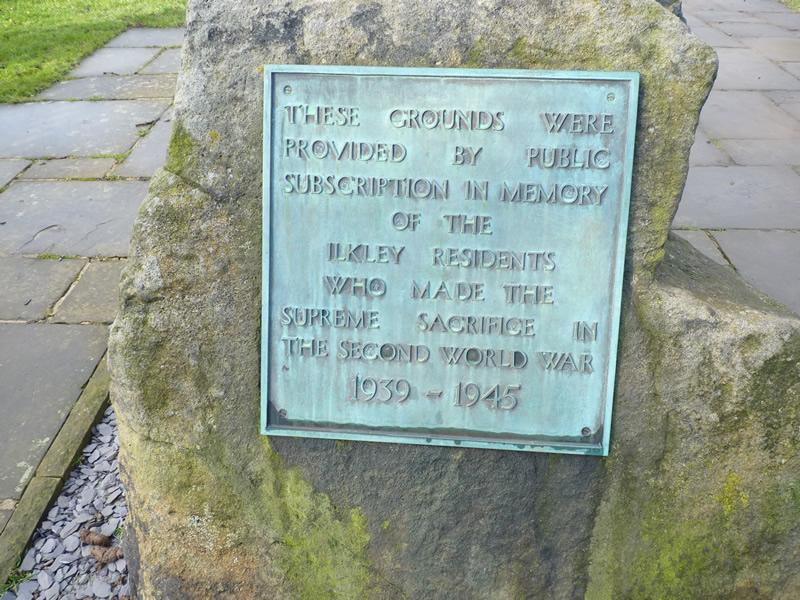 THESE GROUNDS WERE
PROVIDED BY PUBLIC
SUBSCRIPTION IN MEMORY
OF THE
ILKLEY RESIDENTS
WHO MADE THE
SUPREME SACRIFICE IN
THE SECOND WORLD WAR
1939 - 1945